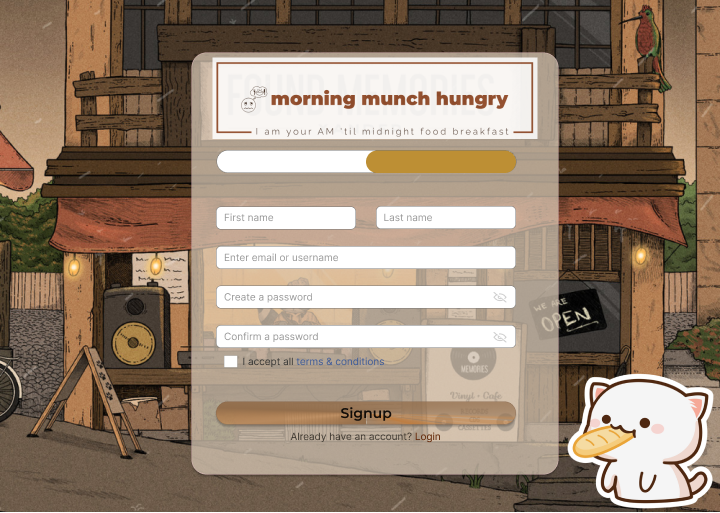 FOUND MEMORIES
morning munch hungry
I am your AM 'til midnight food breakfast
First name
Last name
Enter email or username
Create a password
Confirm a password
WE ARE
OPEN
MEMORIES
I accept all terms & conditions
Vinyl • Cafe
Signup
Already have an account? Login